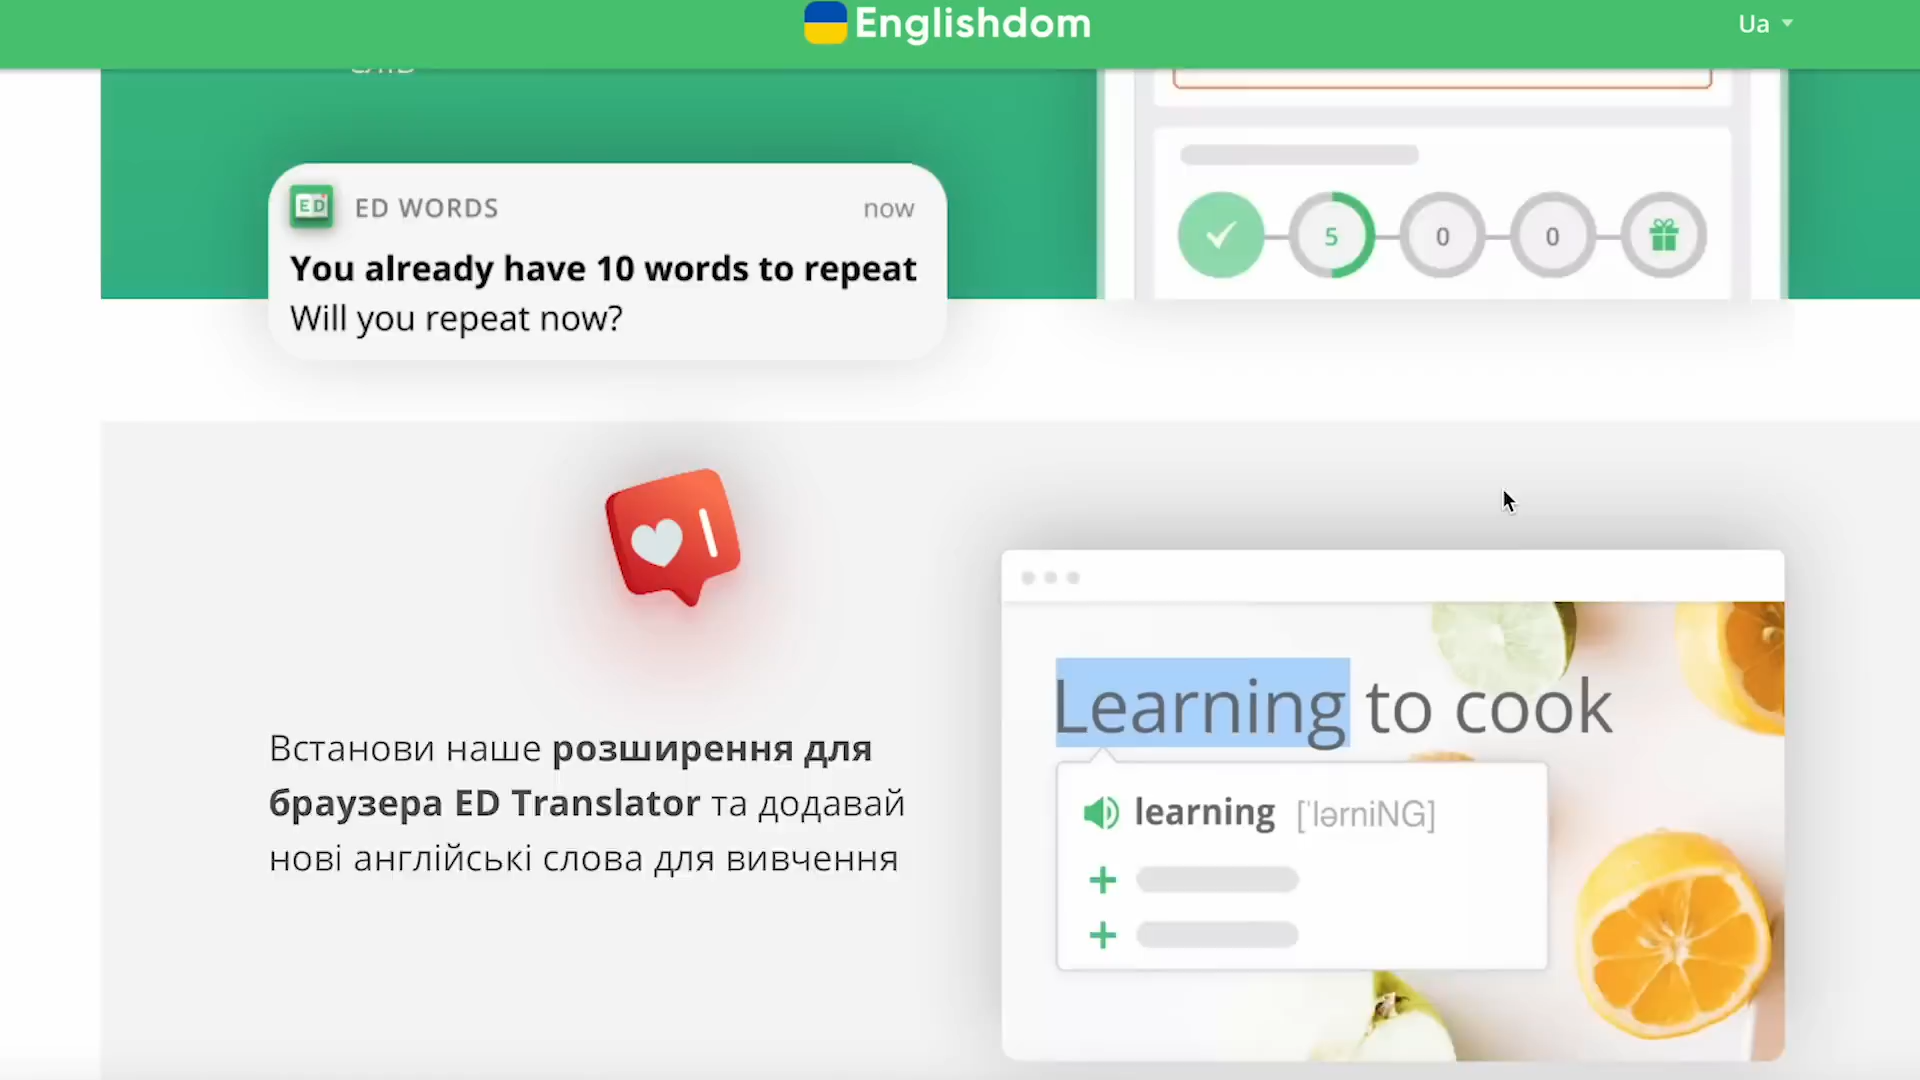 Englishdom
Ua
ED
ED WORDS
now
You already have 10 words to repeat
Will you repeat now?
5
0
0
Встанови наше розширення для
браузера ED Translator та додавай
нові англійські слова для вивчення
Learning to cook
learning ['lərniNG]